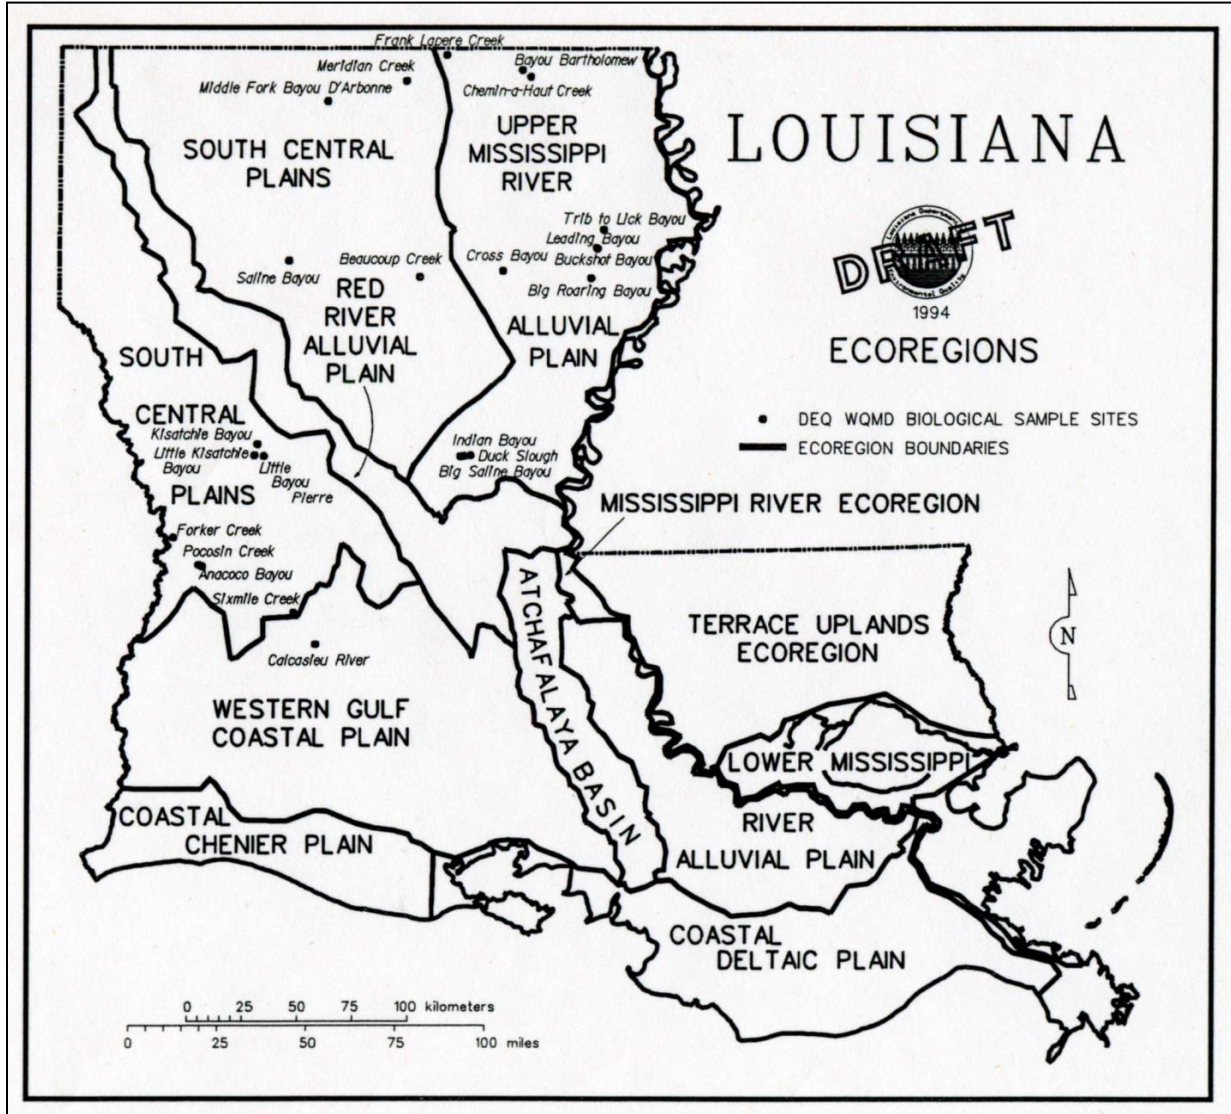 Frank Lapere Creek
Meridian Creek
Bayou Bartholomew
Middle Fork Bayou D'Arbonne
Chemin-a-Haut Creek
SOUTH CENTRAL
PLAINS
UPPER
MISSISSIPPI
RIVER
LOUISIANA
Trib to Lick Bayou
Leading Bayou
Cross Bayou
Buckshot Bayou
Big Roaring Bayou
Beaucoup Creek
Saline Bayou
RED
RIVER
ALLUVIAL
PLAIN
ALLUVIAL
PLAIN
DRAFT
Louisiana Department
Environmental Quality
1994
ECOREGIONS
SOUTH
CENTRAL
PLAINS
DEQ WQMD BIOLOGICAL SAMPLE SITES
ECOREGION BOUNDARIES
Kisatchie Bayou
Little Kisatchie
Bayou
Little
Bayou
Pierre
Indian Bayou
Duck Slough
Big Saline Bayou
MISSISSIPPI RIVER ECOREGION
Forker Creek
Pocosin Creek
Anacoco Bayou
Sixmile Creek
Calcasieu River
ATCHAFALAYA BASIN
TERRACE UPLANDS
ECOREGION
N
WESTERN GULF
COASTAL PLAIN
LOWER MISSISSIPPI
RIVER
ALLUVIAL PLAIN
COASTAL
CHENIER PLAIN
COASTAL
DELTAIC PLAIN
0 25 50 75 100 kilometers
0 25 50 75 100 miles